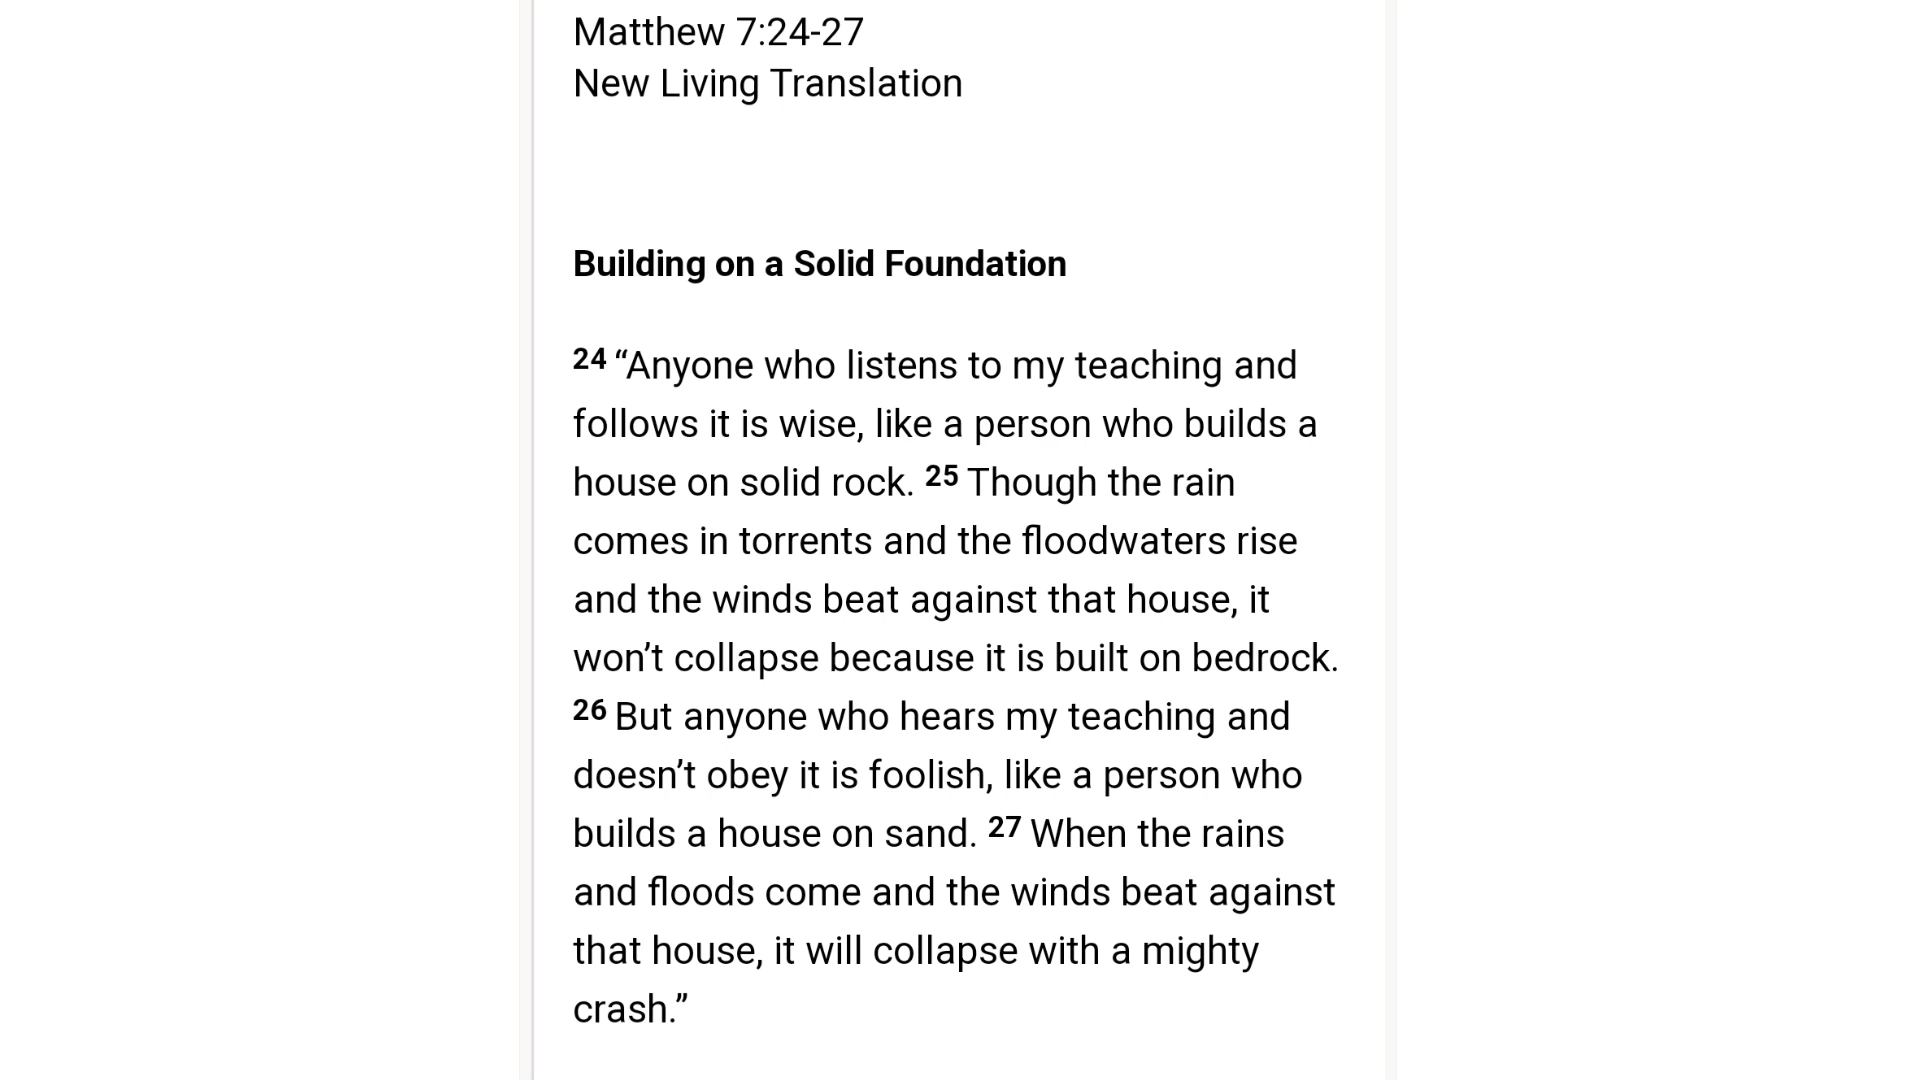 Matthew 7:24-27
New Living Translation
Building on a Solid Foundation
24 “Anyone who listens to my teaching and
follows it is wise, like a person who builds a
house on solid rock. 25 Though the rain
comes in torrents and the floodwaters rise
and the winds beat against that house, it
won’t collapse because it is built on bedrock.
26 But anyone who hears my teaching and
doesn’t obey it is foolish, like a person who
builds a house on sand. 27 When the rains
and floods come and the winds beat against
that house, it will collapse with a mighty
crash.”